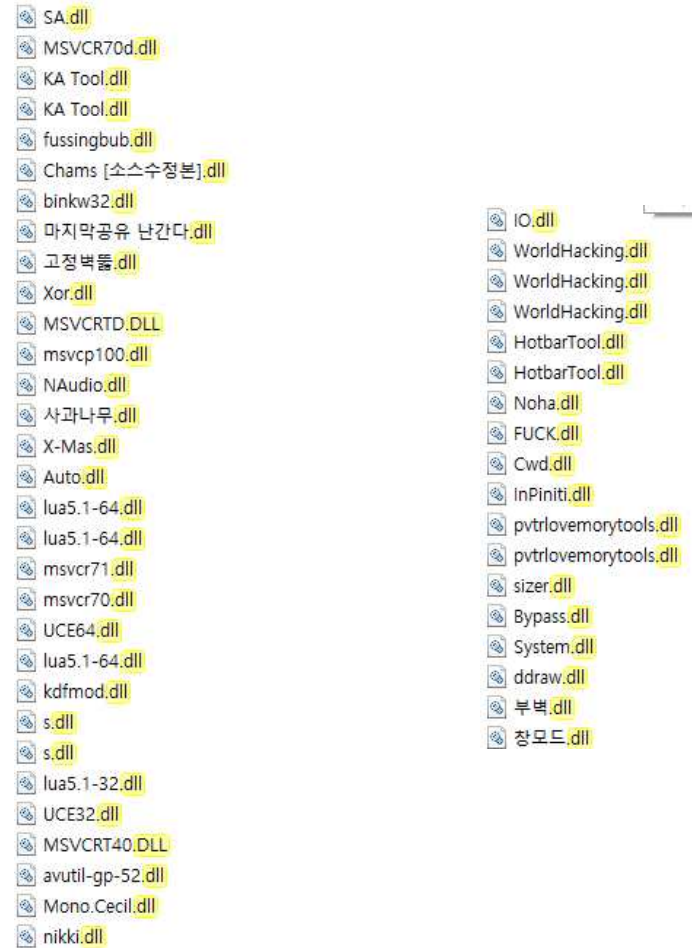 SA.dll
MSVCR70d.dll
KA Tool.dll
KA Tool.dll
fussingbub.dll
Chams [소스수정본].dll
binkw32.dll
마지막공유 난간다.dll
고정벽뚫.dll
Xor.dll
MSVCRTD.DLL
msvcp100.dll
NAudio.dll
사과나무.dll
X-Mas.dll
Auto.dll
lua5.1-64.dll
lua5.1-64.dll
msvcr71.dll
msvcr70.dll
UCE64.dll
lua5.1-64.dll
kdfmod.dll
s.dll
s.dll
lua5.1-32.dll
UCE32.dll
MSVCRT40.DLL
avutil-gp-52.dll
Mono.Cecil.dll
nikki.dll
IO.dll
WorldHacking.dll
WorldHacking.dll
WorldHacking.dll
HotbarTool.dll
HotbarTool.dll
Noha.dll
FUCK.dll
Cwd.dll
InPiniti.dll
pvtrlovemorytools.dll
pvtrlovemorytools.dll
sizer.dll
Bypass.dll
System.dll
ddraw.dll
부벽.dll
창모드.dll